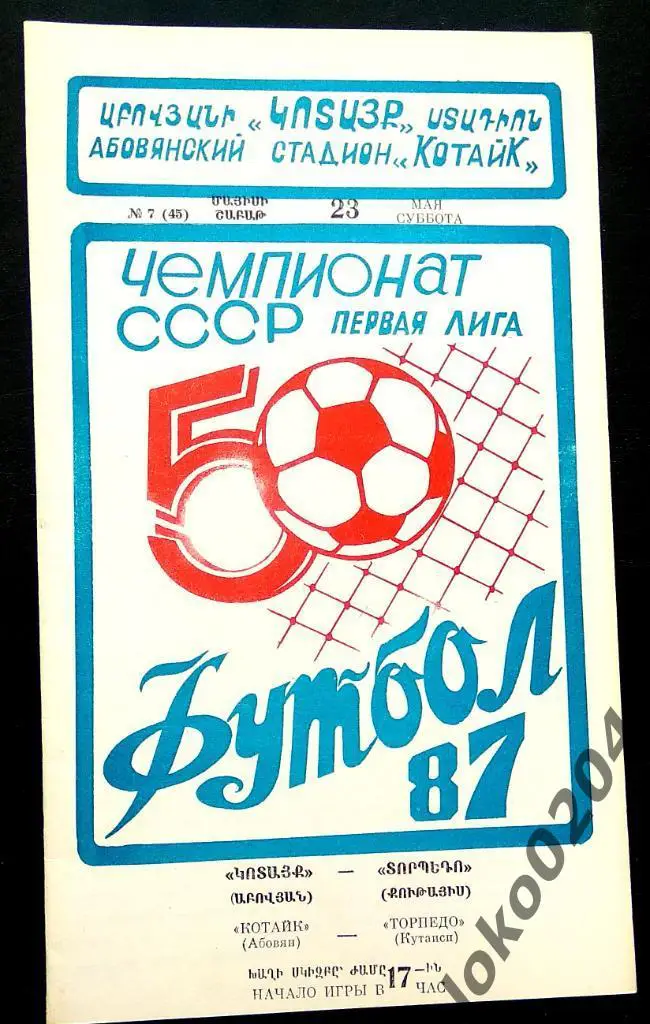 ԱԲՈՎՅԱՆԻ «ԿՈՏԱՅՔ» ՍՏԱԴԻՈՆ
АБОВЯНСКИЙ СТАДИОН „КОТАЙК»
№ 7 (45) ՄԱՅԻՍԻ 23 МАЯ
ՇԱԲԱԹ СУББОТА
ЧЕМПИОНАТ
СССР ПЕРВАЯ ЛИГА
50
Футбол
87
«ԿՈՏԱՅՔ» — «ՏՈՐՊԵԴՈ»
(ԱԲՈՎՅԱՆ) (ՔՈՒԹԱՅԻՍ)
«КОТАЙК» — «ТОРПЕДО»
(Абовян) (Кутаиси)
ԽԱՂԻ ՍԿԻԶԲԸ՝ ԺԱՄԸ 17-ԻՆ
НАЧАЛО ИГРЫ В ЧАС
loko0204